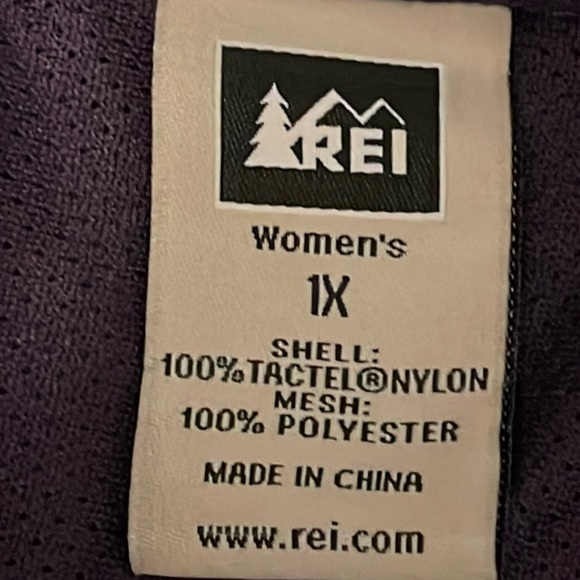 REI
Women's
1X
SHELL:
100% TACTEL® NYLON
MESH:
100% POLYESTER
MADE IN CHINA
www.rei.com